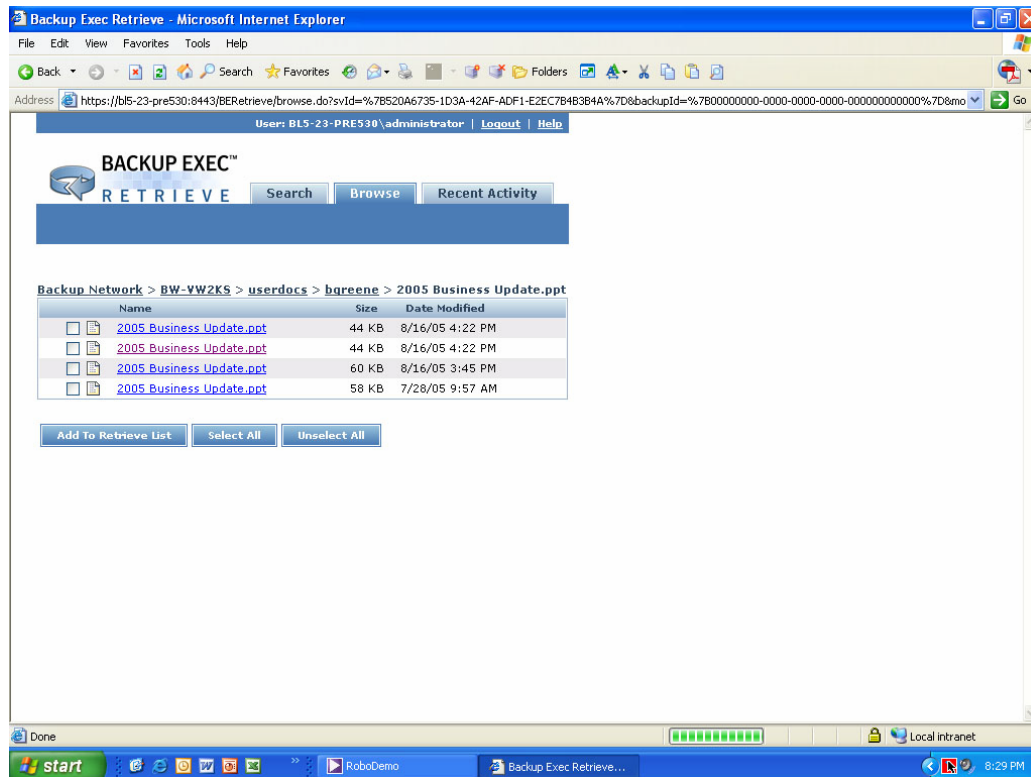 Backup Exec Retrieve - Microsoft Internet Explorer
File Edit View Favorites Tools Help
Back Search Favorites Folders
Address https://bl5-23-pre530:8443/BERetrieve/browse.do?svId=%7B520A6735-1D3A-42AF-ADF1-E2EC7B4B3B4A%7D&backupId=%7B00000000-0000-0000-0000-000000000000%7D&mo Go
User: BL5-23-PRE530\administrator | Logout | Help
BACKUP EXEC™
RETRIEVE
Search Browse Recent Activity
Backup Network > BW-VW2KS > userdocs > bgreene > 2005 Business Update.ppt
Name Size Date Modified
2005 Business Update.ppt 44 KB 8/16/05 4:22 PM
2005 Business Update.ppt 44 KB 8/16/05 4:22 PM
2005 Business Update.ppt 60 KB 8/16/05 3:45 PM
2005 Business Update.ppt 58 KB 7/28/05 9:57 AM
Add To Retrieve List Select All Unselect All
Done Local intranet
start RoboDemo Backup Exec Retrieve... 8:29 PM